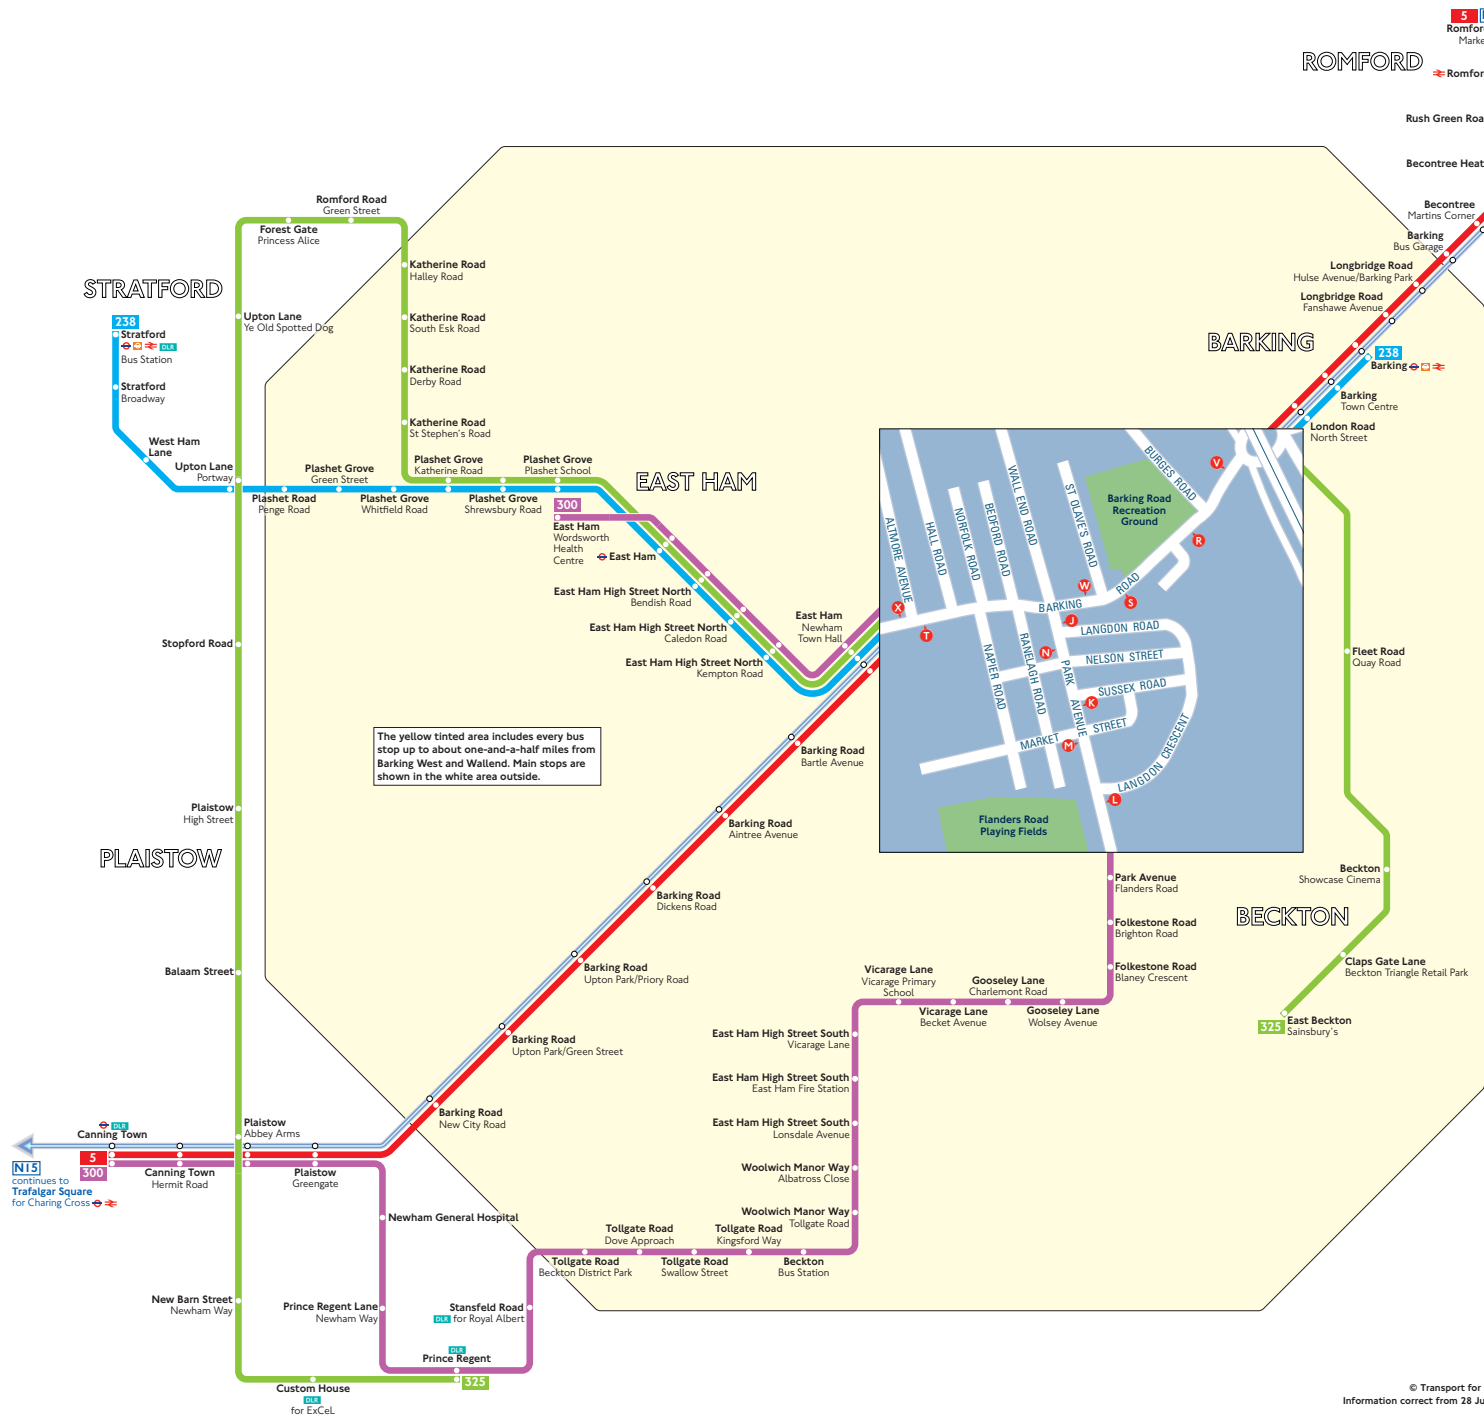 5
ROMFORD
STRATFORD
238
Stratford
DLR
Bus Station
Stratford
Broadway
West Ham
Lane
Upton Lane
Portway
Forest Gate
Princess Alice
Romford Road
Green Street
Upton Lane
Ye Old Spotted Dog
Katherine Road
Halley Road
Katherine Road
South Esk Road
Katherine Road
Derby Road
Katherine Road
St Stephen's Road
Plashet Road
Penge Road
Plashet Grove
Green Street
Plashet Grove
Whitfield Road
Plashet Grove
Katherine Road
Plashet Grove
Shrewsbury Road
Plashet Grove
Plashet School
EAST HAM
300
East Ham
Wordsworth
Health
Centre
East Ham
East Ham High Street North
Bendish Road
East Ham High Street North
Caledon Road
East Ham High Street North
Kempton Road
East Ham
Newham
Town Hall
Rush Green Roa
Becontree Heat
Becontree
Martins Corner
Barking
Bus Garage
Longbridge Road
Hulse Avenue/Barking Park
Longbridge Road
Fanshawe Avenue
BARKING
238
Barking
Barking
Town Centre
London Road
North Street
ALTMORE AVENUE
HALL ROAD
NORFOLK ROAD
BEDFORD ROAD
WALL END ROAD
ST OLAVE'S ROAD
BURGES ROAD
Barking Road
Recreation
Ground
V
R
W
S
X
T
J
N
K
M
L
BARKING
ROAD
LANGDON ROAD
NELSON STREET
SUSSEX ROAD
MARKET
STREET
NAPIER ROAD
RANELAGH ROAD
PARK
AVENUE
LANGDON CRESCENT
Flanders Road
Playing Fields
Stopford Road
Plaistow
High Street
PLAISTOW
Balaam Street
The yellow tinted area includes every bus
stop up to about one-and-a-half miles from
Barking West and Wallend. Main stops are
shown in the white area outside.
Barking Road
Bartle Avenue
Barking Road
Aintree Avenue
Barking Road
Dickens Road
Barking Road
Upton Park/Priory Road
Barking Road
Upton Park/Green Street
Barking Road
New City Road
Fleet Road
Quay Road
Beckton
Showcase Cinema
BECKTON
Claps Gate Lane
Beckton Triangle Retail Park
325
East Beckton
Sainsbury's
Park Avenue
Flanders Road
Folkestone Road
Brighton Road
Folkestone Road
Blaney Crescent
Gooseley Lane
Wolsey Avenue
Gooseley Lane
Charlemont Road
Vicarage Lane
Becket Avenue
Vicarage Lane
Vicarage Primary
School
East Ham High Street South
Vicarage Lane
East Ham High Street South
East Ham Fire Station
East Ham High Street South
Lonsdale Avenue
Woolwich Manor Way
Albatross Close
Woolwich Manor Way
Tollgate Road
Beckton
Bus Station
Tollgate Road
Kingsford Way
Tollgate Road
Swallow Street
Tollgate Road
Dove Approach
Tollgate Road
Beckton District Park
DLR
Canning Town
5
300
N15
continues to
Trafalgar Square
for Charing Cross
Canning Town
Hermit Road
Plaistow
Abbey Arms
Plaistow
Greengate
Newham General Hospital
Prince Regent Lane
Newham Way
Stansfeld Road
DLR for Royal Albert
DLR
Prince Regent
325
New Barn Street
Newham Way
Custom House
DLR
for ExCeL
© Transport for
Information correct from 28 Ju